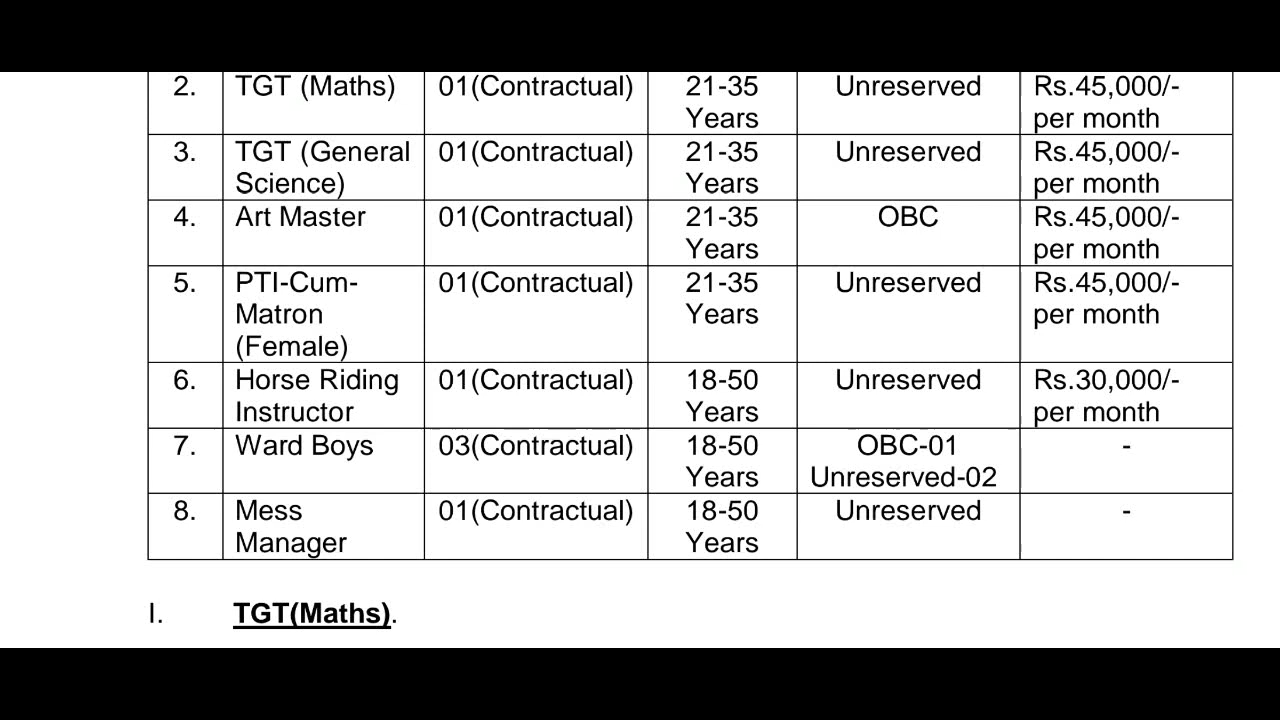 2. TGT (Maths) 01(Contractual) 21-35 Unreserved Rs.45,000/-
Years per month
3. TGT (General 01(Contractual) 21-35 Unreserved Rs.45,000/-
Science) Years per month
4. Art Master 01(Contractual) 21-35 OBC Rs.45,000/-
Years per month
5. PTI-Cum- 01(Contractual) 21-35 Unreserved Rs.45,000/-
Matron Years per month
(Female)
6. Horse Riding 01(Contractual) 18-50 Unreserved Rs.30,000/-
Instructor Years per month
7. Ward Boys 03(Contractual) 18-50 OBC-01 -
Years Unreserved-02
8. Mess 01(Contractual) 18-50 Unreserved -
Manager Years
I. TGT(Maths).